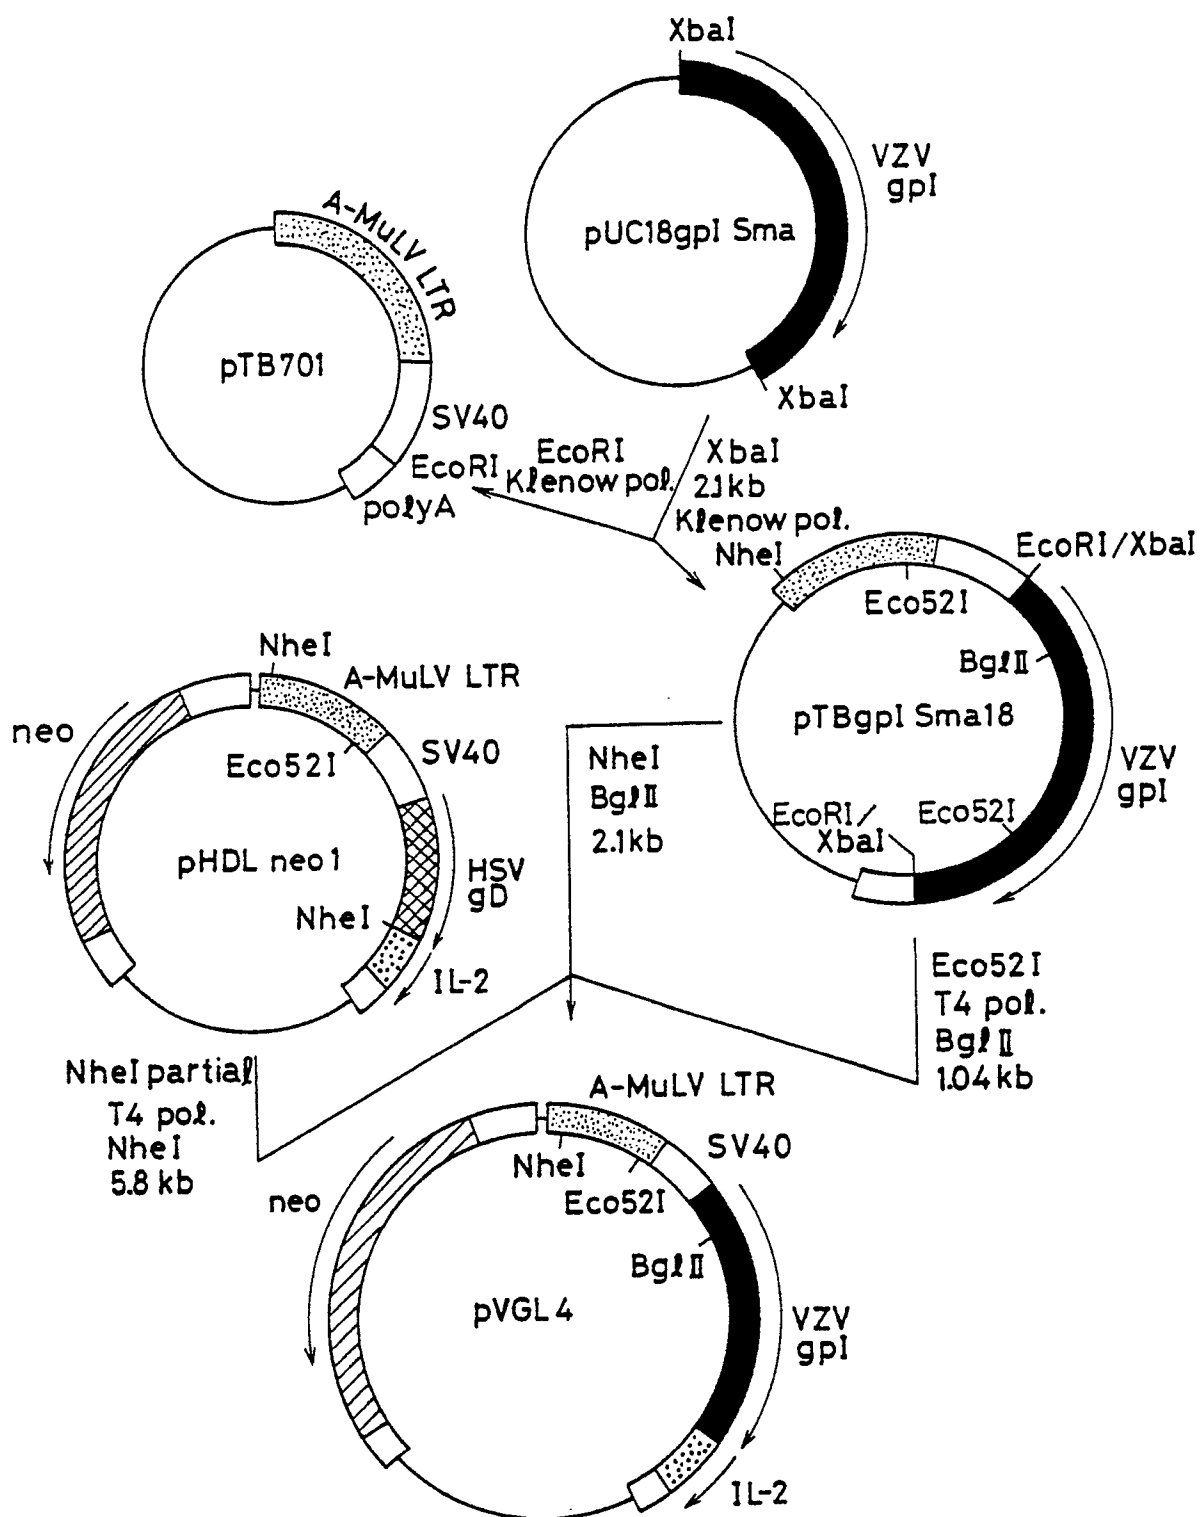 XbaI
VZV
gpI
pUC18gpI Sma
XbaI
A-MuLV LTR
pTB701
SV40
EcoRI
polyA
EcoRI
Klenow pol.
XbaI
2.1kb
Klenow pol.
NheI
EcoRI/XbaI
Eco52I
BglII
pTBgpI Sma18
VZV
gpI
Eco52I
EcoRI/
XbaI
NheI
A-MuLV LTR
neo
Eco52I
SV40
pHDL neo1
HSV
gD
NheI
IL-2
NheI
BglII
2.1kb
Eco52I
T4 pol.
BglII
1.04kb
NheI partial
T4 pol.
NheI
5.8 kb
A-MuLV LTR
SV40
NheI
Eco52I
neo
BglII
pVGL4
VZV
gpI
IL-2